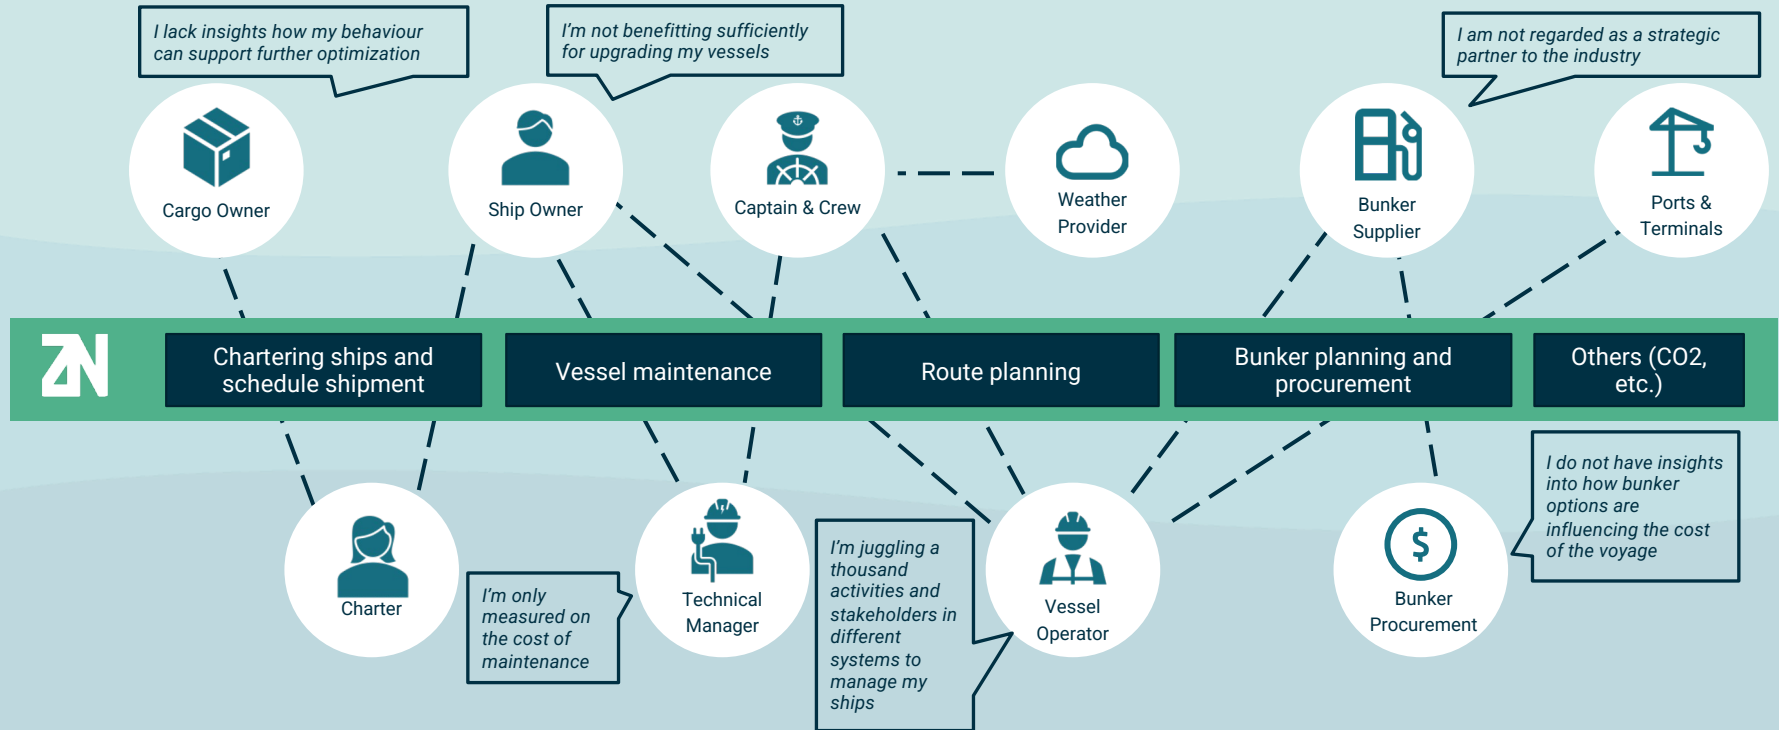 I lack insights how my behaviour
can support further optimization
I'm not benefitting sufficiently
for upgrading my vessels
I am not regarded as a strategic
partner to the industry
Cargo Owner
Ship Owner
Captain & Crew
Weather
Provider
Bunker
Supplier
Ports &
Terminals
ZN
Chartering ships and
schedule shipment
Vessel maintenance
Route planning
Bunker planning and
procurement
Others (CO2,
etc.)
Charter
I'm only
measured on
the cost of
maintenance
Technical
Manager
I'm juggling a
thousand
activities and
stakeholders in
different
systems to
manage my
ships
Vessel
Operator
Bunker
Procurement
$
I do not have insights
into how bunker
options are
influencing the cost
of the voyage